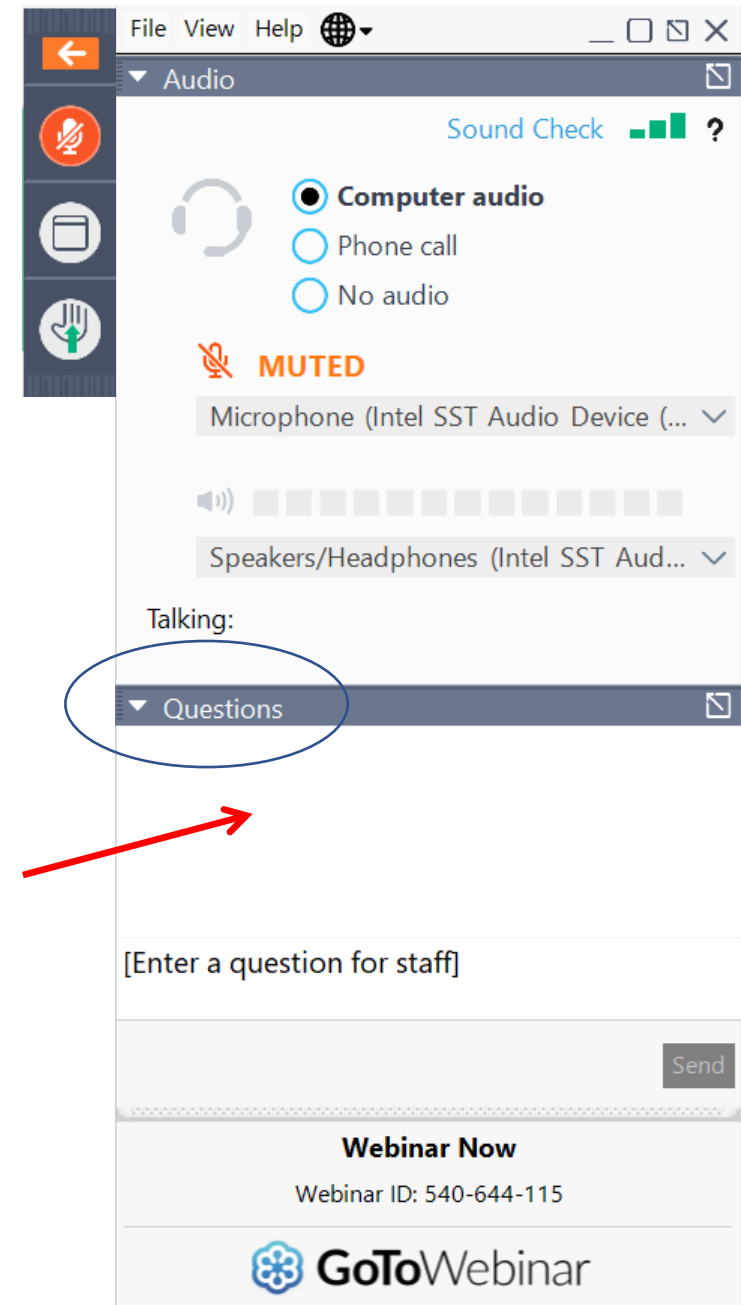 File View Help
Audio
Sound Check ?
Computer audio
Phone call
No audio
MUTED
Microphone (Intel SST Audio Device (...
Speakers/Headphones (Intel SST Aud...
Talking:
Questions
[Enter a question for staff]
Send
Webinar Now
Webinar ID: 540-644-115
GoToWebinar